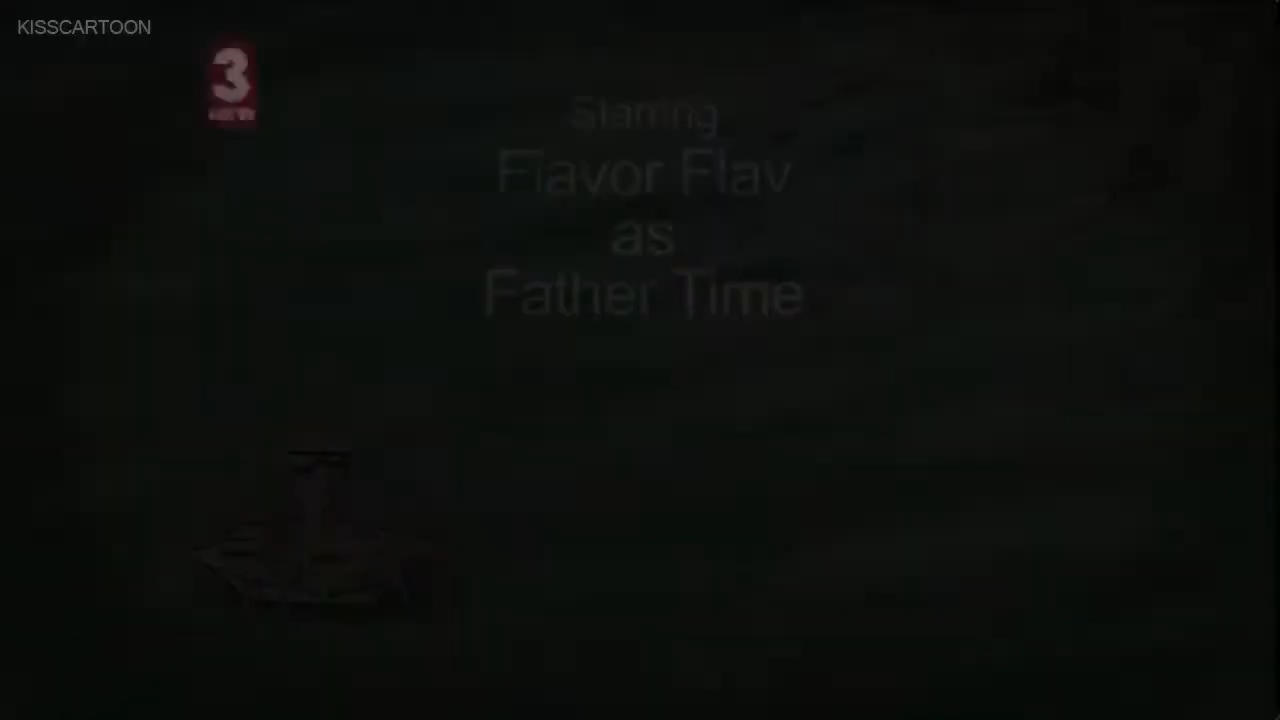 KISSCARTOON
3
Starring
Flavor Flav
as
Father Time